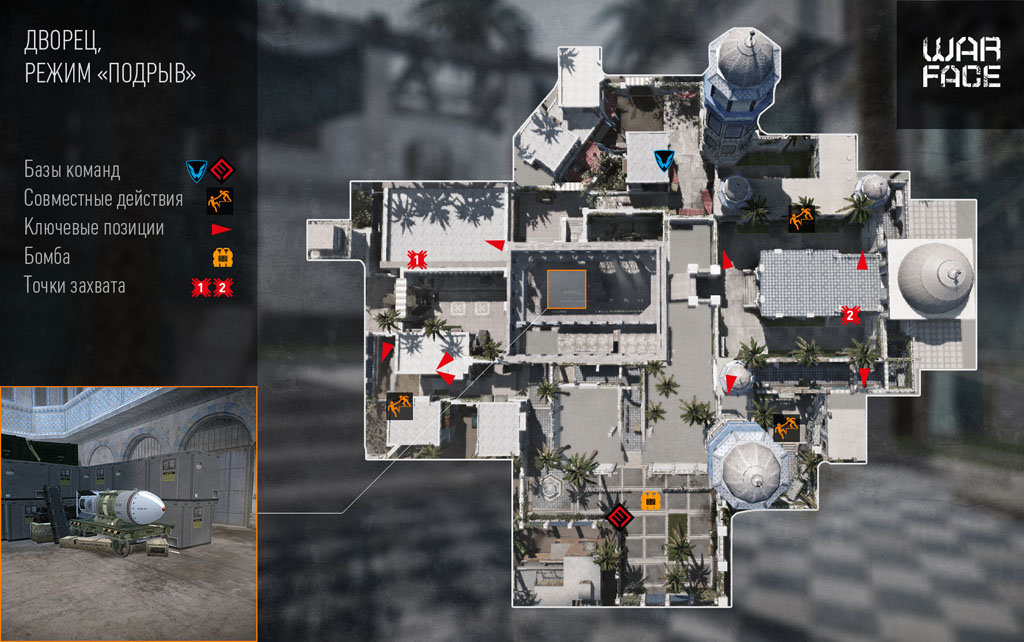 ДВОРЕЦ,
РЕЖИМ «ПОДРЫВ»
WAR
FACE
Базы команд
Совместные действия
Ключевые позиции
Бомба
Точки захвата
1 2
1
2